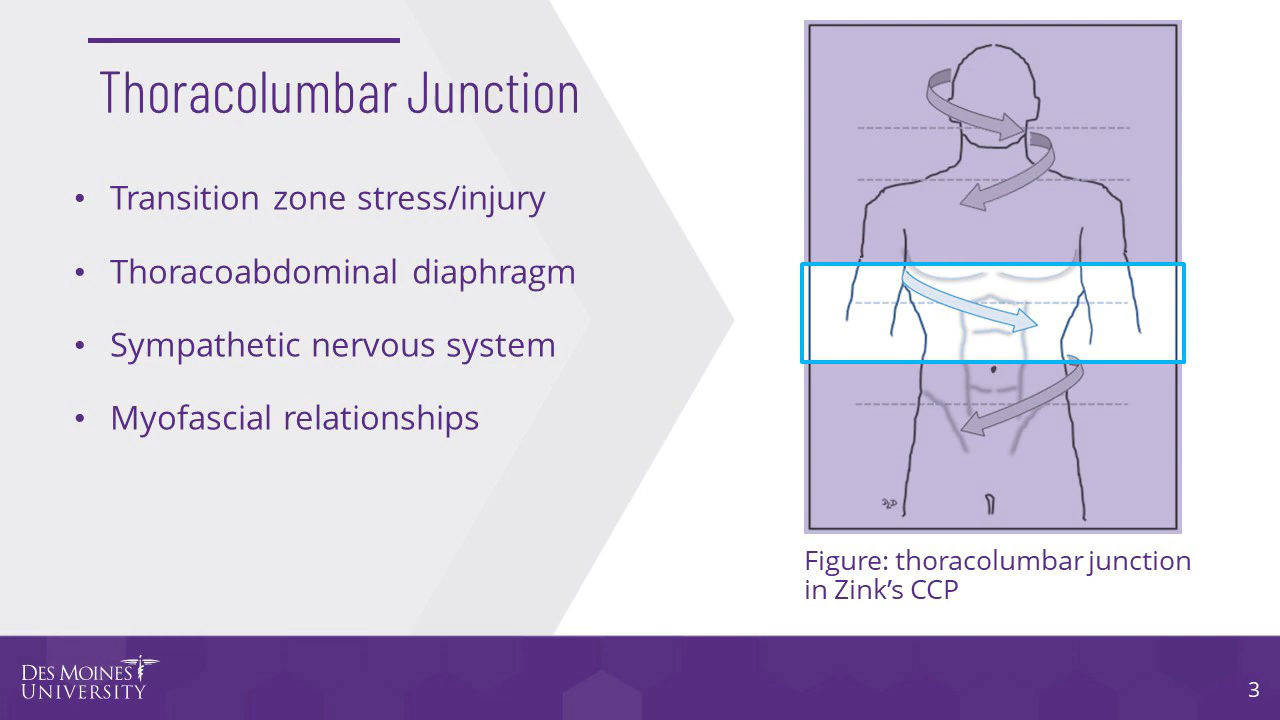 Thoracolumbar Junction
• Transition zone stress/injury
• Thoracoabdominal diaphragm
• Sympathetic nervous system
• Myofascial relationships
Figure: thoracolumbar junction
in Zink's CCP
DES MOINES
UNIVERSITY
3